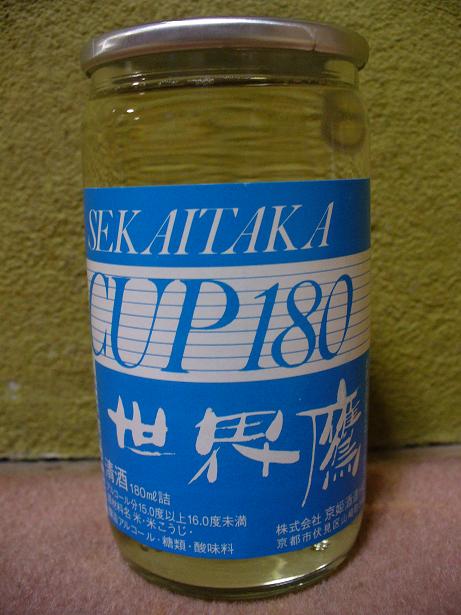 SEKAITAKA
CUP180
世界鷹
清酒 180ml詰
アルコール分15.0度以上16.0度未満
原材料名 米・米こうじ・
醸造アルコール・糖類・酸味料
株式会社 京姫酒造
京都市伏見区山崎町